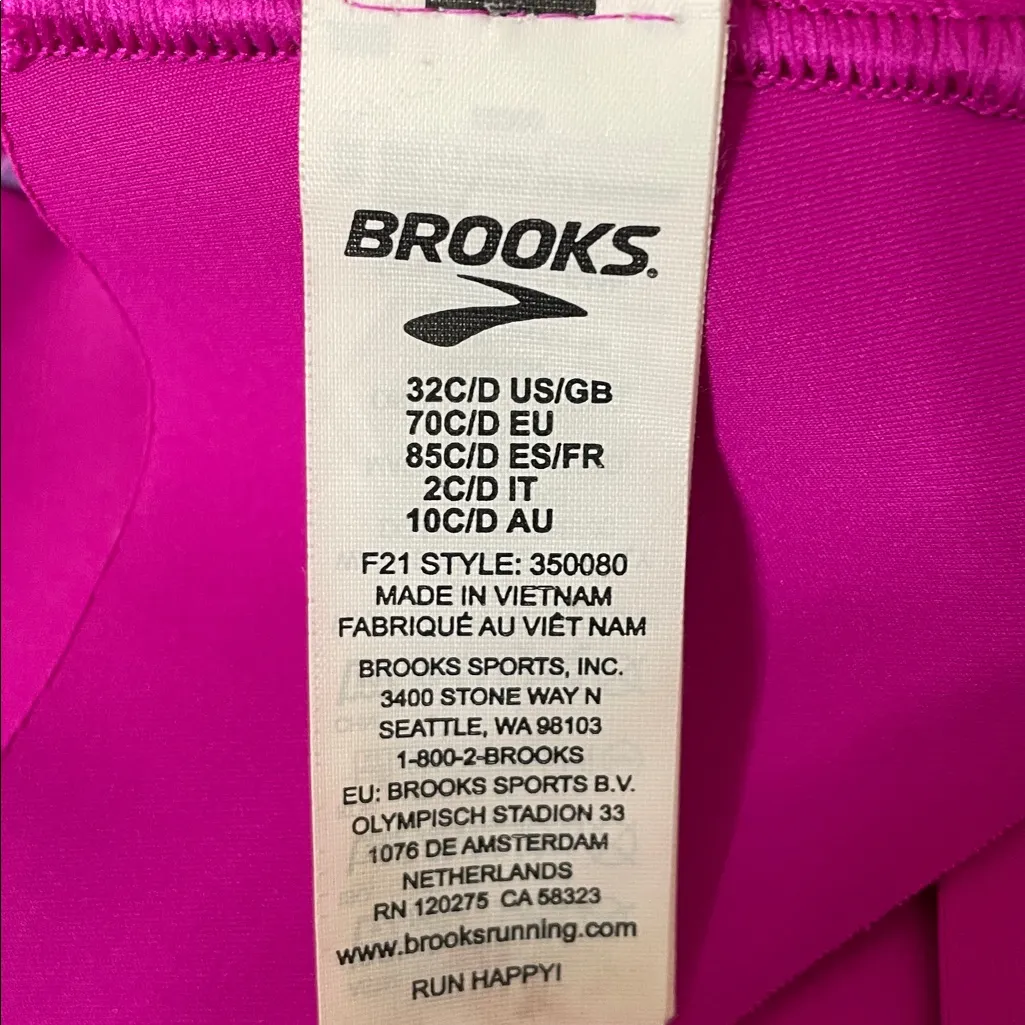 BROOKS
32C/D US/GB
70C/D EU
85C/D ES/FR
2C/D IT
10C/D AU
F21 STYLE: 350080
MADE IN VIETNAM
FABRIQUÉ AU VIÊT NAM
BROOKS SPORTS, INC.
3400 STONE WAY N
SEATTLE, WA 98103
1-800-2-BROOKS
EU: BROOKS SPORTS B.V.
OLYMPISCH STADION 33
1076 DE AMSTERDAM
NETHERLANDS
RN 120275 CA 58323
www.brooksrunning.com
RUN HAPPY!